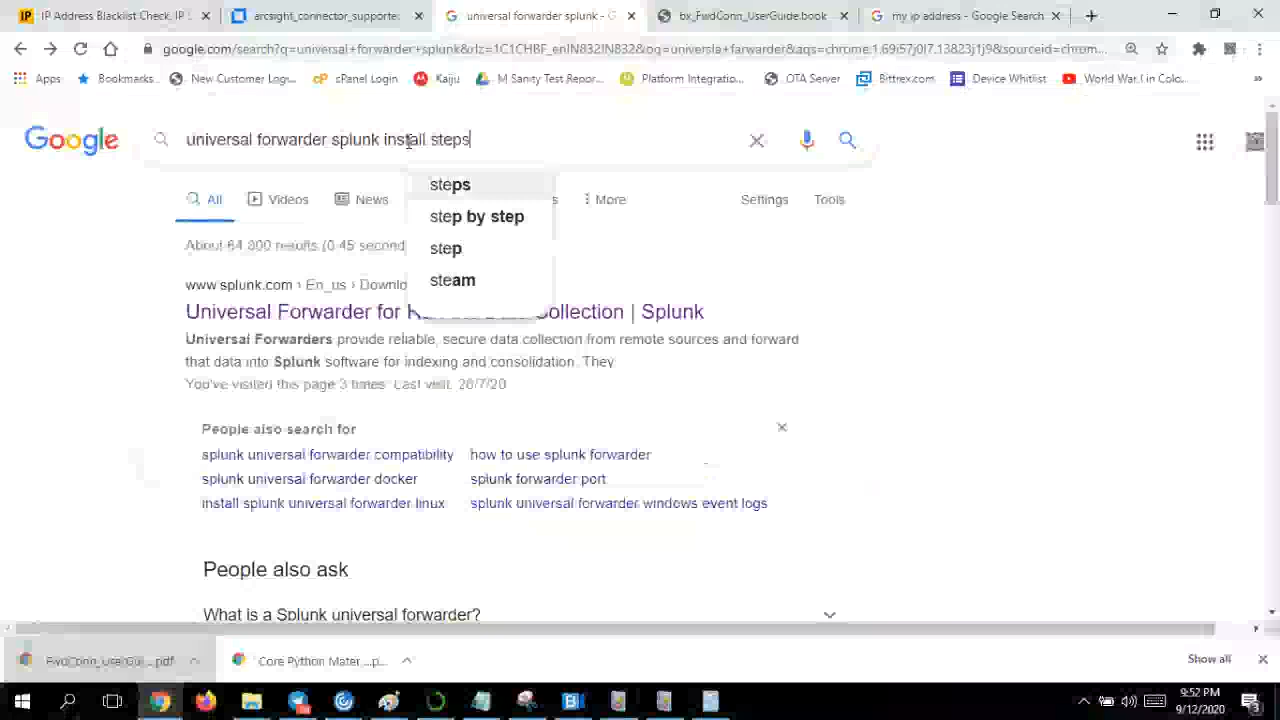 IP Address Blacklist Check, IP
arcsight_connector_supporte
universal forwarder splunk - G
bx_FwdConn_UserGuide.book
my ip address - Google Search
google.com/search?q=universal+forwarder+splunk&rlz=1C1CHBF_enIN832IN832&oq=universla+farwarder&aqs=chrome.1.69i57j0l7.13823j1j9&sourceid=chrom...
Apps
Bookmarks..
New Customer Log...
cPanel Login
Kaiju
M Sanity Test Repor...
Platform Integratio...
OTA Server
Bittrex.com
Device Whitlist
World War.I in Colo...
Google
universal forwarder splunk install steps
steps
step by step
step
steam
All
Videos
News
s
More
Settings
Tools
About 64,800 results (0.45 second
www.splunk.com › En_us › Downlo
Universal Forwarder for Collection | Splunk
Universal Forwarders provide reliable, secure data collection from remote sources and forward
that data into Splunk software for indexing and consolidation. They
You've visited this page 3 times. Last visit: 28/7/20
People also search for
splunk universal forwarder compatibility
how to use splunk forwarder
splunk universal forwarder docker
splunk forwarder port
install splunk universal forwarder linux
splunk universal forwarder windows event logs
People also ask
What is a Splunk universal forwarder?
FwdConn_UserGui....pdf
Core Python Mater....p...
Show all
9:52 PM
9/12/2020